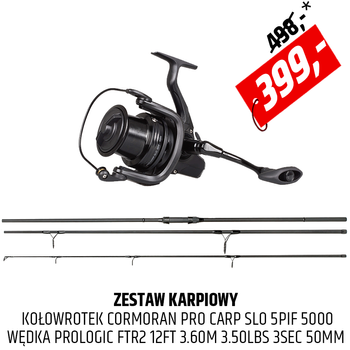 498,-*
399,-
ZESTAW KARPIOWY
KOŁOWROTEK CORMORAN PRO CARP SLO 5PIF 5000
WĘDKA PROLOGIC FTR2 12FT 3.60M 3.50LBS 3SEC 50MM